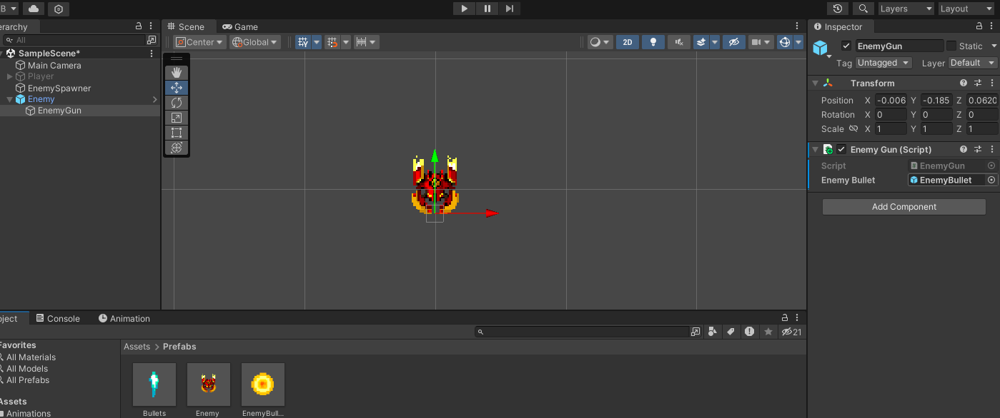 B
Layers
Layout
erarchy
All
SampleScene*
Main Camera
Player
EnemySpawner
Enemy
EnemyGun
Scene
Game
Center
Global
2D
Inspector
EnemyGun
Static
Tag Untagged Layer Default
Transform
Position X -0.006 Y -0.185 Z 0.0620
Rotation X 0 Y 0 Z 0
Scale X 1 Y 1 Z 1
Enemy Gun (Script)
Script EnemyGun
Enemy Bullet EnemyBullet
Add Component
oject
Console
Animation
21
Favorites
All Materials
All Models
All Prefabs
Assets
Animations
Assets > Prefabs
Bullets
Enemy
EnemyBull...